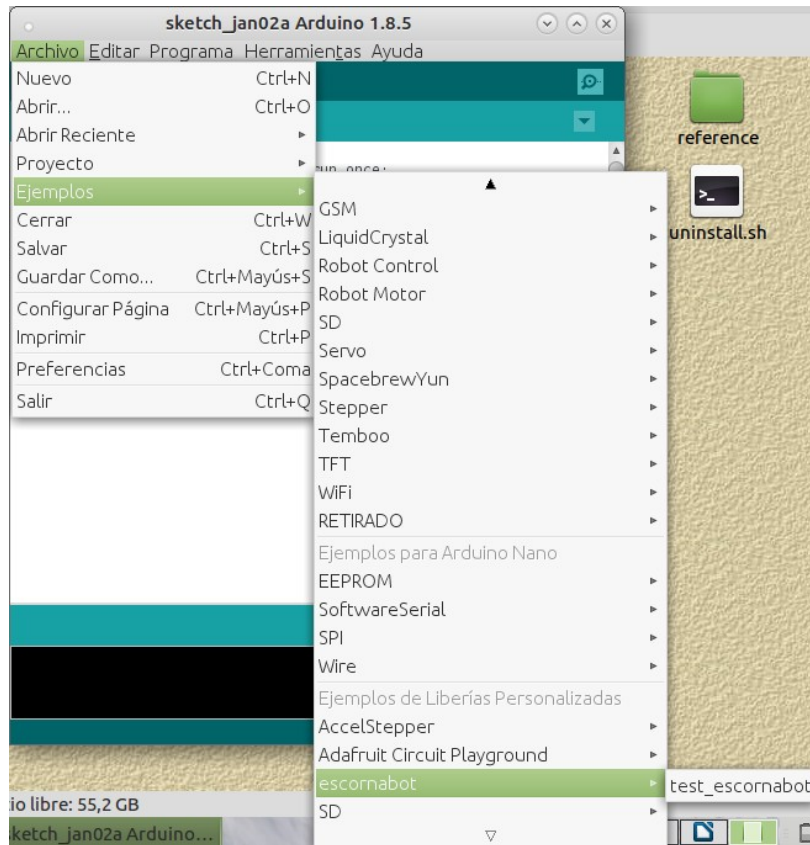 sketch_jan02a Arduino 1.8.5
Archivo Editar Programa Herramientas Ayuda
Nuevo Ctrl+N
Abrir... Ctrl+O
Abrir Reciente
Proyecto
Ejemplos
Cerrar Ctrl+W
Salvar Ctrl+S
Guardar Como... Ctrl+Mayús+S
Configurar Página Ctrl+Mayús+P
Imprimir Ctrl+P
Preferencias Ctrl+Coma
Salir Ctrl+Q
run once:
GSM
LiquidCrystal
Robot Control
Robot Motor
SD
Servo
SpacebrewYun
Stepper
Temboo
TFT
WiFi
RETIRADO
Ejemplos para Arduino Nano
EEPROM
SoftwareSerial
SPI
Wire
Ejemplos de Liberías Personalizadas
AccelStepper
Adafruit Circuit Playground
escornabot
SD
test_escornabot
reference
uninstall.sh
io libre: 55,2 GB
sketch_jan02a Arduino...